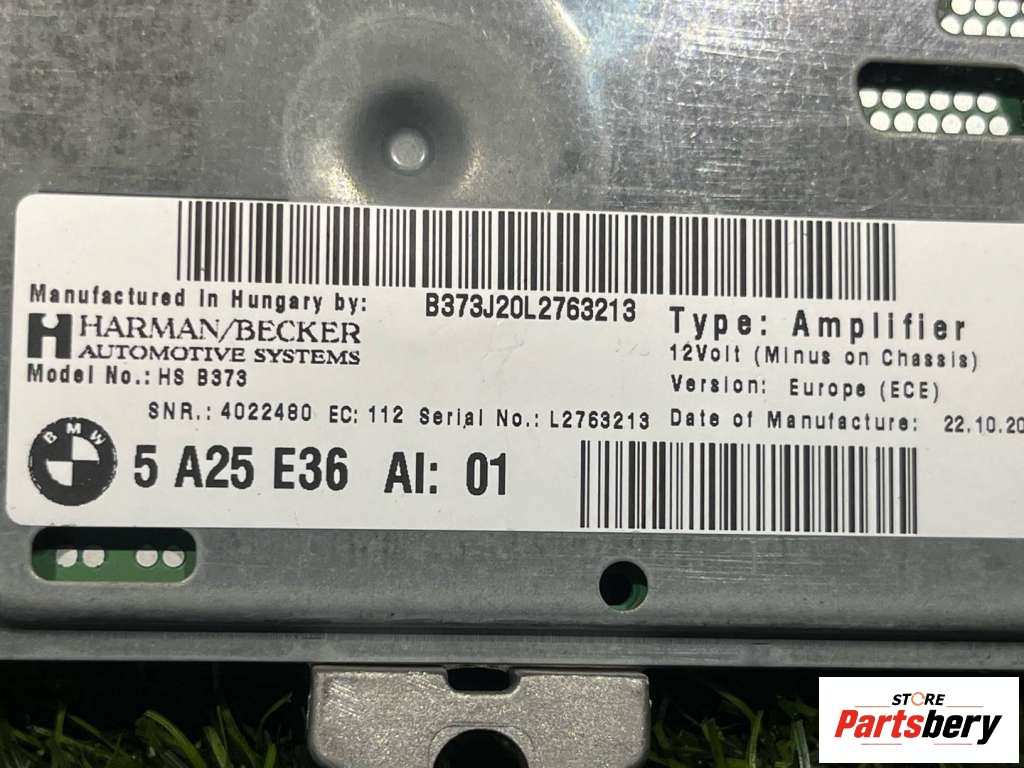 Manufactured in Hungary by:
B373J20L2763213
HARMAN/BECKER
AUTOMOTIVE SYSTEMS
Model No.: HS B373
Type: Amplifier
12Volt (Minus on Chassis)
Version: Europe (ECE)
SNR.: 4022480 EC: 112 Serial No.: L2763213 Date of Manufacture: 22.10.20
BMW
5 A25 E36 AI: 01
STORE
Partsbery